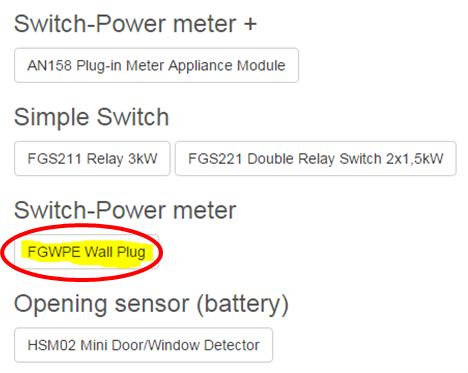 Switch-Power meter +
AN158 Plug-in Meter Appliance Module
Simple Switch
FGS211 Relay 3kW FGS221 Double Relay Switch 2x1,5kW
Switch-Power meter
FGWPE Wall Plug
Opening sensor (battery)
HSM02 Mini Door/Window Detector